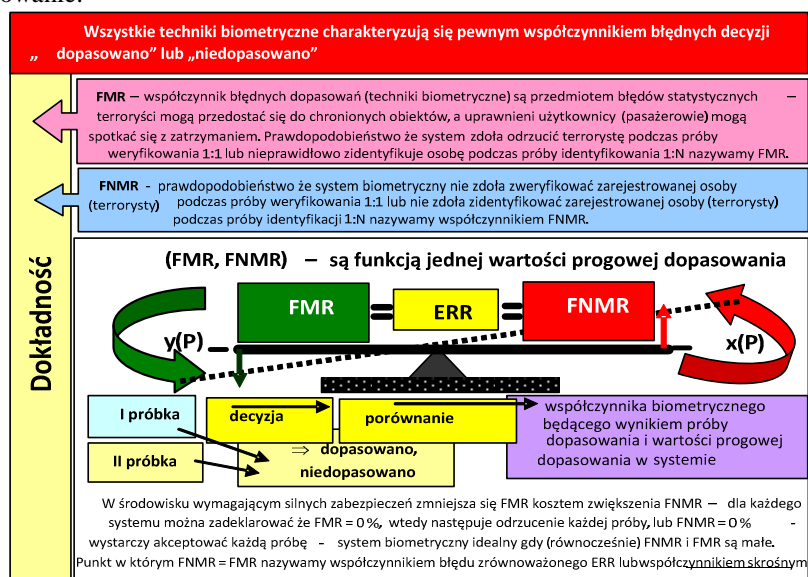 owanie.
Wszystkie techniki biometryczne charakteryzują się pewnym współczynnikiem błędnych decyzji
„ dopasowano” lub „niedopasowano”
FMR – współczynnik błędnych dopasowań (techniki biometryczne) są przedmiotem błędów statystycznych –
terroryści mogą przedostać się do chronionych obiektów, a uprawnieni użytkownicy (pasażerowie) mogą
spotkać się z zatrzymaniem. Prawdopodobieństwo że system zdoła odrzucić terrorystę podczas próby
weryfikowania 1:1 lub nieprawidłowo zidentyfikuje osobę podczas próby identyfikowania 1:N nazywamy FMR.
FNMR - prawdopodobieństwo że system biometryczny nie zdoła zweryfikować zarejestrowanej osoby
(terrorysty) podczas próby weryfikowania 1:1 lub nie zdoła zidentyfikować zarejestrowanej osoby (terrorysty)
podczas próby identyfikacji 1:N nazywamy współczynnikiem FNMR.
Dokładność
(FMR, FNMR) – są funkcją jednej wartości progowej dopasowania
FMR = ERR = FNMR
y(P) x(P)
I próbka
decyzja
porównanie
współczynnika biometrycznego
będącego wynikiem próby
dopasowania i wartości progowej
dopasowania w systemie
⇒ dopasowano,
niedopasowano
II próbka
W środowisku wymagającym silnych zabezpieczeń zmniejsza się FMR kosztem zwiększenia FNMR – dla każdego
systemu można zadeklarować że FMR = 0 %, wtedy następuje odrzucenie każdej próby, lub FNMR = 0 % -
wystarczy akceptować każdą próbę - system biometryczny idealny gdy (równocześnie) FNMR i FMR są małe.
Punkt w którym FNMR = FMR nazywamy współczynnikiem błędu zrównoważonego ERR lub współczynnikiem skrośnym